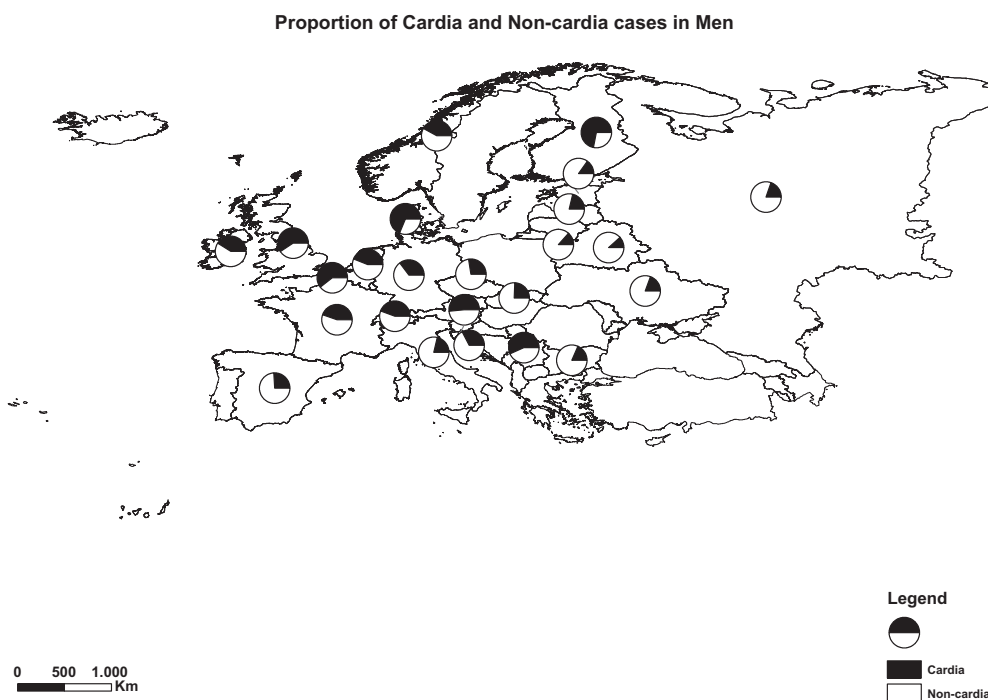 Proportion of Cardia and Non-cardia cases in Men
Legend
Cardia
Non-cardia
0 500 1.000
Km